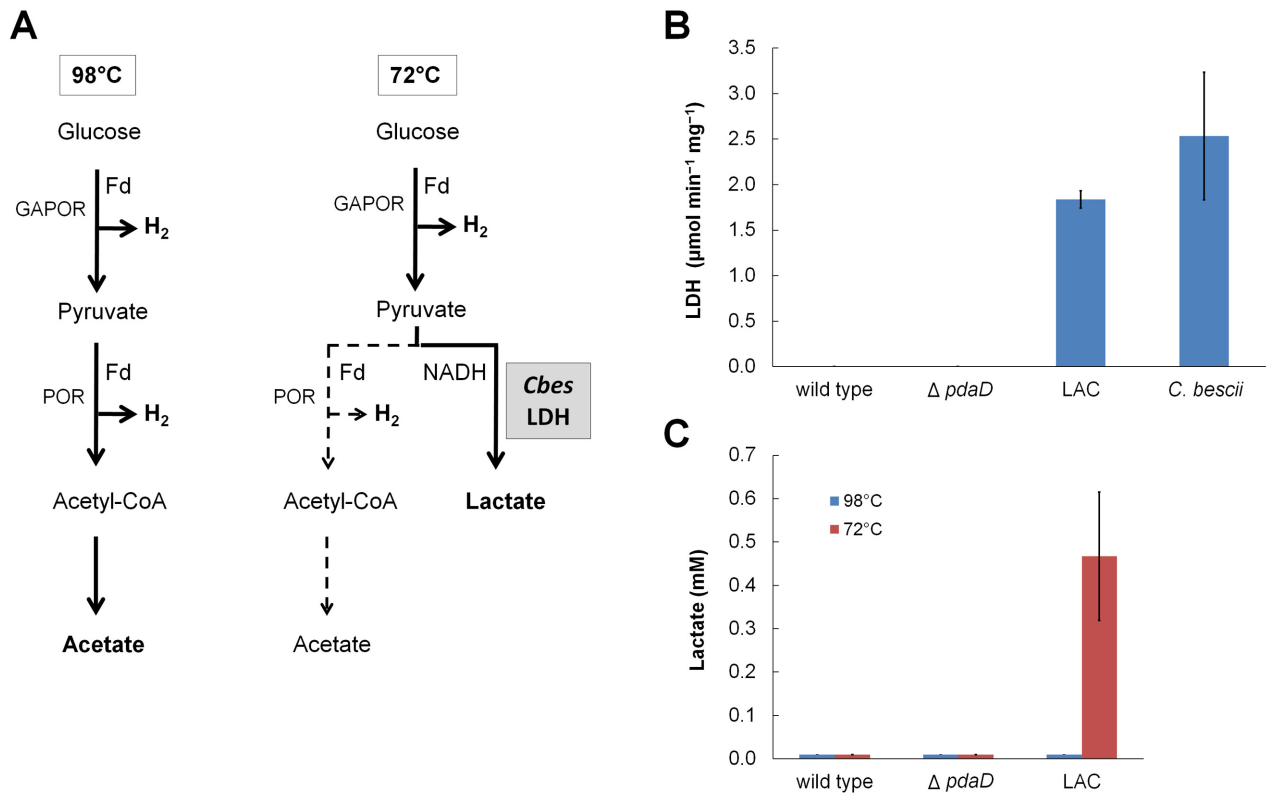 A
98°C
Glucose
Fd
GAPOR
H₂
Pyruvate
Fd
POR
H₂
Acetyl-CoA
Acetate
72°C
Glucose
Fd
GAPOR
H₂
Pyruvate
Fd
NADH
POR
H₂
Cbes
LDH
Acetyl-CoA
Lactate
Acetate
B
LDH (µmol min⁻¹ mg⁻¹)
3.5
3.0
2.5
2.0
1.5
1.0
0.5
0.0
wild type
Δ pdaD
LAC
C. bescii
C
Lactate (mM)
0.7
0.6
0.5
0.4
0.3
0.2
0.1
0.0
98°C
72°C
wild type
Δ pdaD
LAC